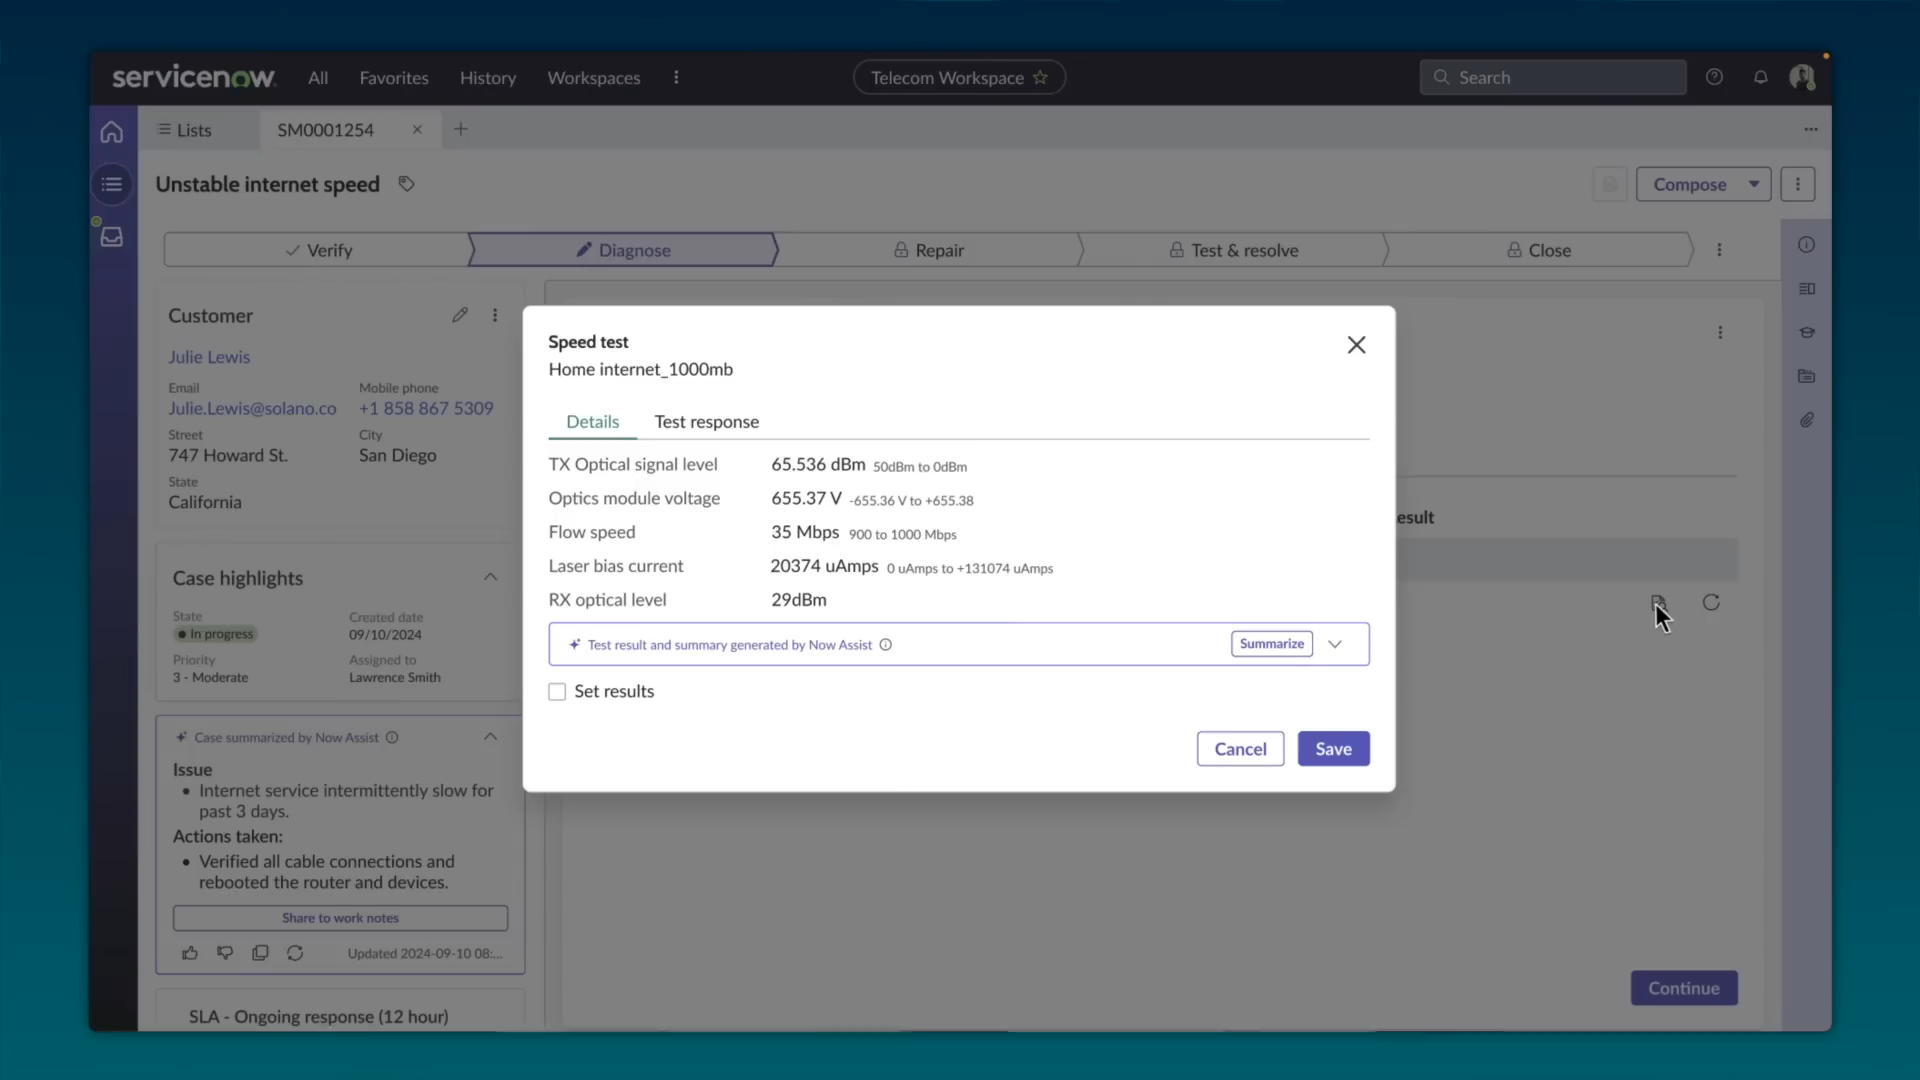 servicenow.
All
Favorites
History
Workspaces
Telecom Workspace
Search
Lists
SM0001254
Unstable internet speed
Compose
Verify
Diagnose
Repair
Test & resolve
Close
Customer
Julie Lewis
Email
Mobile phone
Julie.Lewis@solano.co
+1 858 867 5309
Street
City
747 Howard St.
San Diego
State
California
Case highlights
State
Created date
In progress
09/10/2024
Priority
Assigned to
3 - Moderate
Lawrence Smith
Case summarized by Now Assist
Issue
• Internet service intermittently slow for
past 3 days.
Actions taken:
• Verified all cable connections and
rebooted the router and devices.
Share to work notes
Updated 2024-09-10 08:...
SLA - Ongoing response (12 hour)
Speed test
Home internet_1000mb
Details
Test response
TX Optical signal level 65.536 dBm 50dBm to 0dBm
Optics module voltage 655.37 V -655.36 V to +655.38
Flow speed 35 Mbps 900 to 1000 Mbps
Laser bias current 20374 uAmps 0 uAmps to +131074 uAmps
RX optical level 29dBm
Test result and summary generated by Now Assist
Summarize
Set results
Cancel
Save
esult
Continue